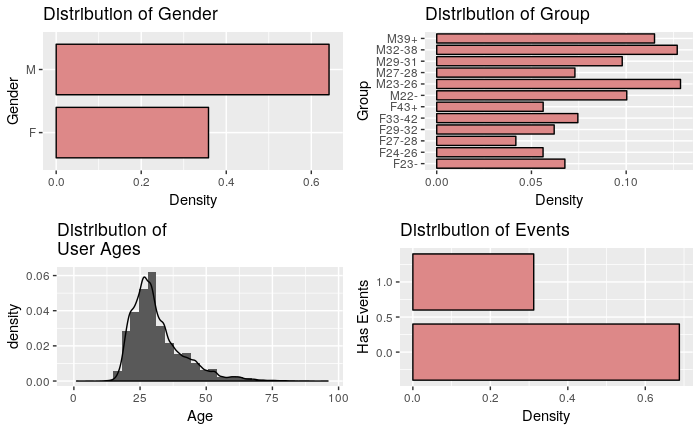 Distribution of Gender
M
F
Gender
0.0 0.2 0.4 0.6
Density
Distribution of Group
M39+
M32-38
M29-31
M27-28
M23-26
M22-
F43+
F33-42
F29-32
F27-28
F24-26
F23-
Group
0.00 0.05 0.10
Density
Distribution of
User Ages
0.06
0.04
0.02
0.00
density
0 25 50 75 100
Age
Distribution of Events
1.0
0.5
0.0
Has Events
0.0 0.2 0.4 0.6
Density